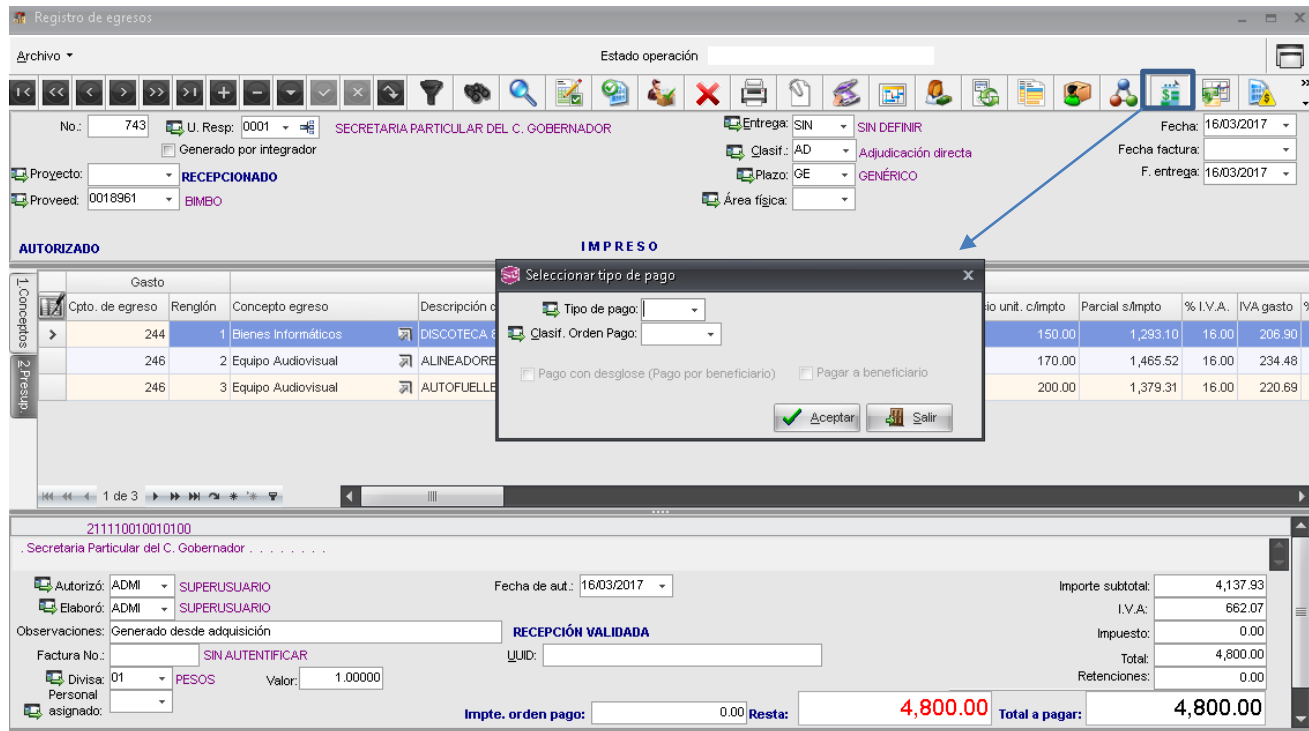 Registro de egresos
Archivo
Estado operación
No.: 743 U. Resp: 0001 SECRETARIA PARTICULAR DEL C. GOBERNADOR Entrega: SIN SIN DEFINIR Fecha: 16/03/2017
Generado por integrador Clasif.: AD Adjudicación directa Fecha factura:
Proyecto: RECEPCIONADO Plazo: GE GENÉRICO F. entrega: 16/03/2017
Proveed: 0018961 BIMBO Área física:
AUTORIZADO IMPRESO
1.Conceptos
2.Presup.
Gasto
Cpto. de egreso Renglón Concepto egreso Descripción c io unit. c/impto Parcial s/Impto % I.V.A. IVA gasto %
244 1 Bienes Informáticos DISCOTECA 150.00 1,293.10 16.00 206.90
246 2 Equipo Audiovisual ALINEADORE 170.00 1,465.52 16.00 234.48
246 3 Equipo Audiovisual AUTOFUELLE 200.00 1,379.31 16.00 220.69
Seleccionar tipo de pago x
Tipo de pago:
Clasif. Orden Pago:
Pago con desglose (Pago por beneficiario) Pagar a beneficiario
Aceptar Salir
1 de 3
211110010010100
. Secretaria Particular del C. Gobernador . . . . . . . .
Autorizó: ADMI SUPERUSUARIO Fecha de aut.: 16/03/2017 Importe subtotal: 4,137.93
Elaboró: ADMI SUPERUSUARIO I.V.A: 662.07
Observaciones: Generado desde adquisición RECEPCIÓN VALIDADA Impuesto: 0.00
Factura No.: SIN AUTENTIFICAR UUID: Total: 4,800.00
Divisa: 01 PESOS Valor: 1.00000 Retenciones: 0.00
Personal asignado:
Impte. orden pago: 0.00 Resta: 4,800.00 Total a pagar: 4,800.00